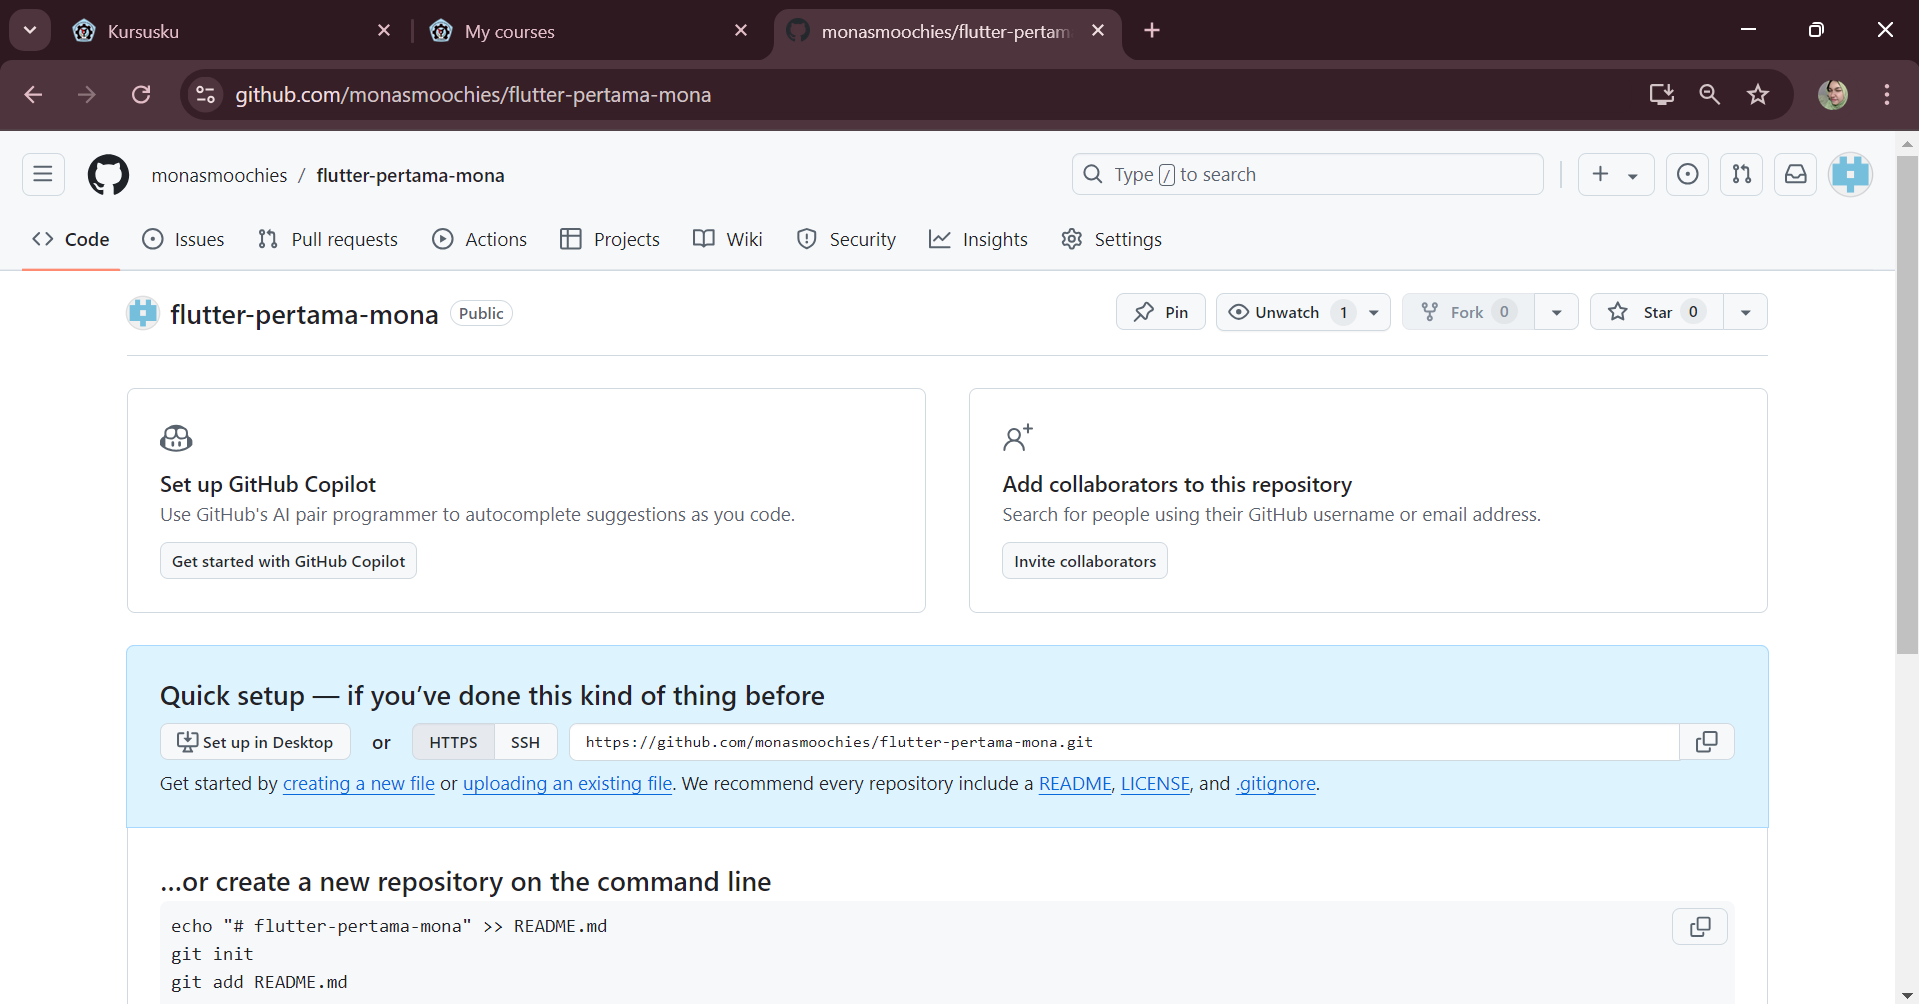 Kursusku
My courses
monasmoochies/flutter-pertam
github.com/monasmoochies/flutter-pertama-mona
monasmoochies / flutter-pertama-mona
Type / to search
Code
Issues
Pull requests
Actions
Projects
Wiki
Security
Insights
Settings
flutter-pertama-mona
Public
Pin
Unwatch 1
Fork 0
Star 0
Set up GitHub Copilot
Use GitHub's AI pair programmer to autocomplete suggestions as you code.
Get started with GitHub Copilot
Add collaborators to this repository
Search for people using their GitHub username or email address.
Invite collaborators
Quick setup — if you’ve done this kind of thing before
Set up in Desktop or HTTPS SSH https://github.com/monasmoochies/flutter-pertama-mona.git
Get started by creating a new file or uploading an existing file. We recommend every repository include a README, LICENSE, and .gitignore.
…or create a new repository on the command line
echo "# flutter-pertama-mona" >> README.md
git init
git add README.md